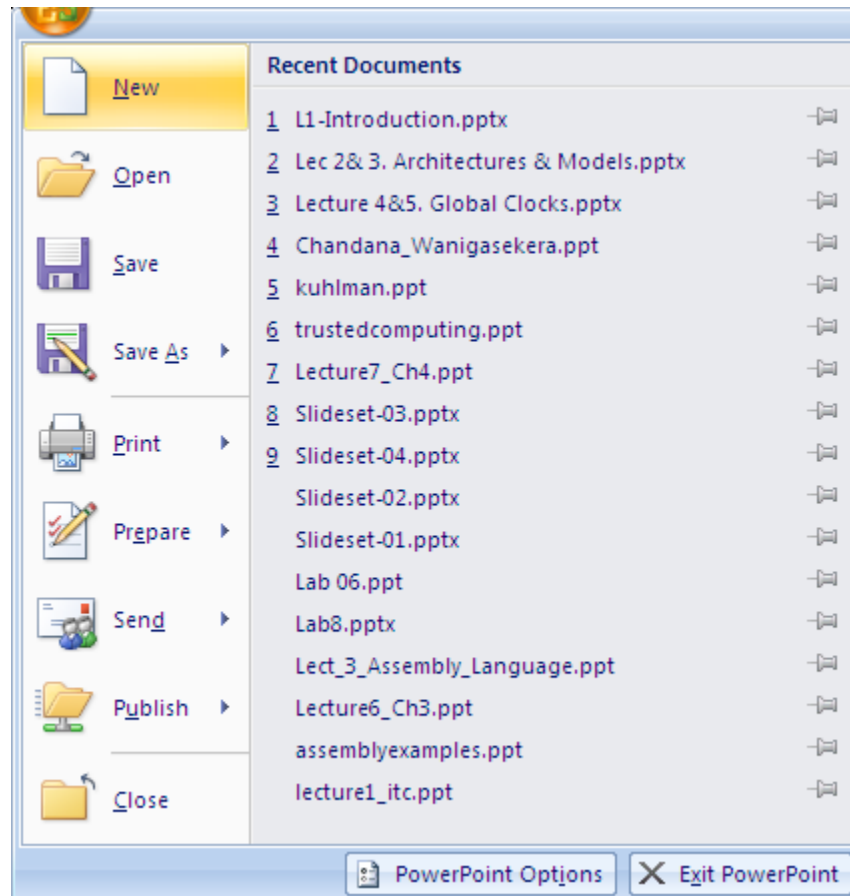 New
Open
Save
Save As
Print
Prepare
Send
Publish
Close
Recent Documents
1 L1-Introduction.pptx
2 Lec 2& 3. Architectures & Models.pptx
3 Lecture 4&5. Global Clocks.pptx
4 Chandana_Wanigasekera.ppt
5 kuhlman.ppt
6 trustedcomputing.ppt
7 Lecture7_Ch4.ppt
8 Slideset-03.pptx
9 Slideset-04.pptx
Slideset-02.pptx
Slideset-01.pptx
Lab 06.ppt
Lab8.pptx
Lect_3_Assembly_Language.ppt
Lecture6_Ch3.ppt
assemblyexamples.ppt
lecture1_itc.ppt
PowerPoint Options
Exit PowerPoint